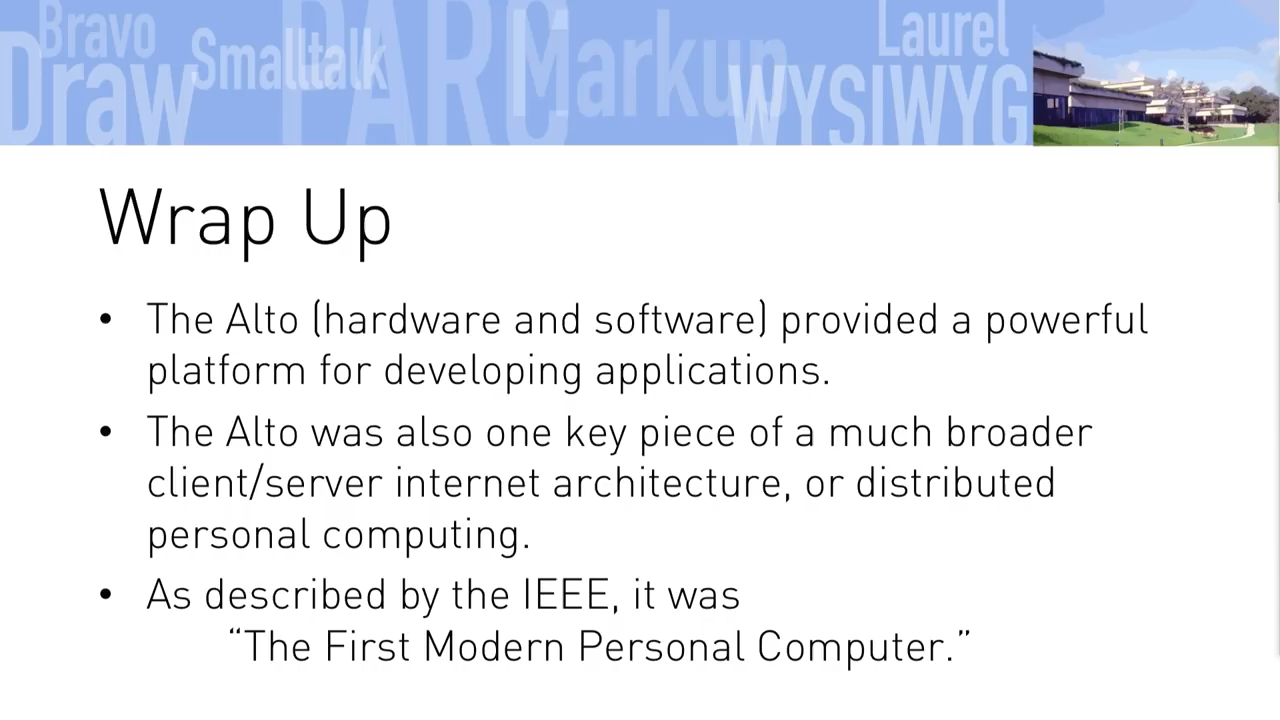 Bravo
Laurel
Draw
Smalltalk
PARC
Markup
WYSIWYG
Wrap Up
• The Alto (hardware and software) provided a powerful
platform for developing applications.
• The Alto was also one key piece of a much broader
client/server internet architecture, or distributed
personal computing.
• As described by the IEEE, it was
“The First Modern Personal Computer.”